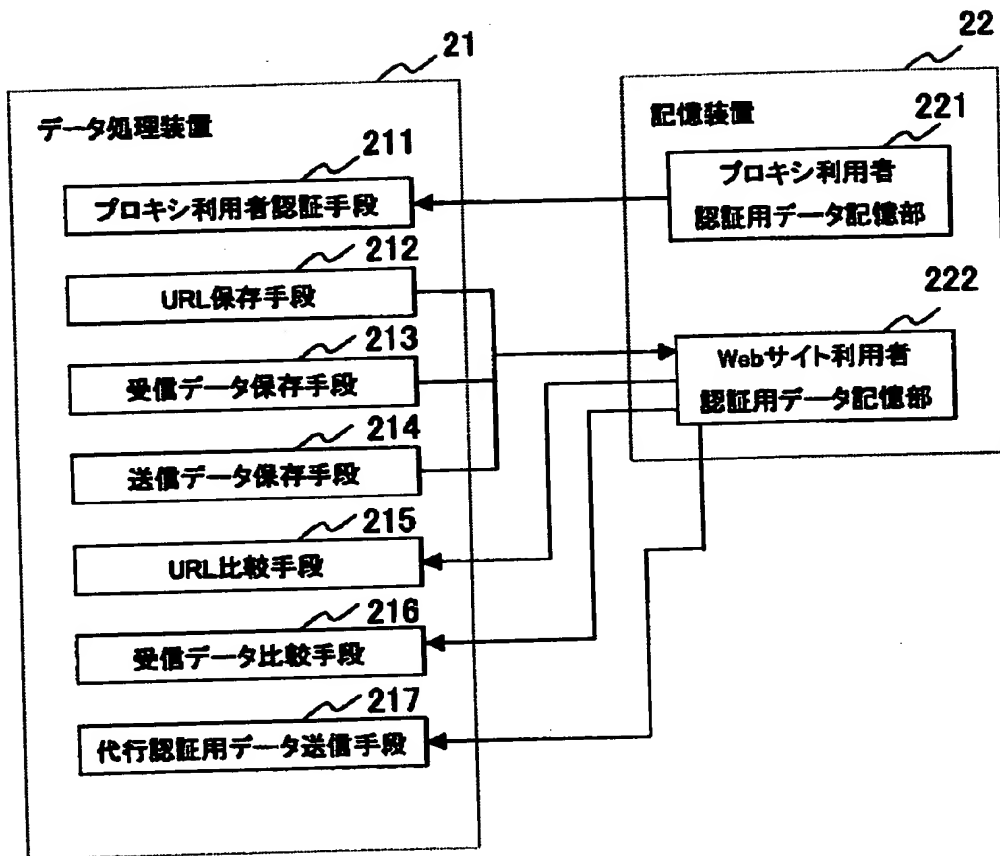 21
データ処理装置
211
プロキシ利用者認証手段
212
URL保存手段
213
受信データ保存手段
214
送信データ保存手段
215
URL比較手段
216
受信データ比較手段
217
代行認証用データ送信手段
22
記憶装置
221
プロキシ利用者
認証用データ記憶部
222
Webサイト利用者
認証用データ記憶部